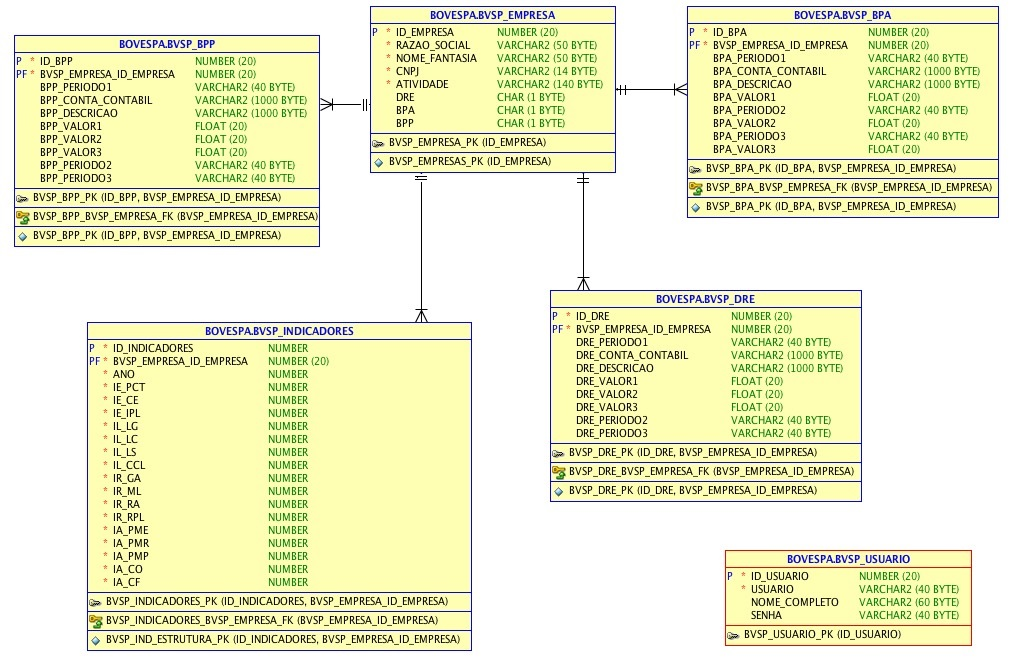 BOVESPA.BVSP_BPP
P * ID_BPP NUMBER (20)
PF * BVSP_EMPRESA_ID_EMPRESA NUMBER (20)
BPP_PERIODO1 VARCHAR2 (40 BYTE)
BPP_CONTA_CONTABIL VARCHAR2 (1000 BYTE)
BPP_DESCRICAO VARCHAR2 (1000 BYTE)
BPP_VALOR1 FLOAT (20)
BPP_VALOR2 FLOAT (20)
BPP_VALOR3 FLOAT (20)
BPP_PERIODO2 VARCHAR2 (40 BYTE)
BPP_PERIODO3 VARCHAR2 (40 BYTE)
BVSP_BPP_PK (ID_BPP, BVSP_EMPRESA_ID_EMPRESA)
BVSP_BPP_BVSP_EMPRESA_FK (BVSP_EMPRESA_ID_EMPRESA)
BVSP_BPP_PK (ID_BPP, BVSP_EMPRESA_ID_EMPRESA)
BOVESPA.BVSP_EMPRESA
P * ID_EMPRESA NUMBER (20)
* RAZAO_SOCIAL VARCHAR2 (50 BYTE)
* NOME_FANTASIA VARCHAR2 (50 BYTE)
* CNPJ VARCHAR2 (14 BYTE)
* ATIVIDADE VARCHAR2 (140 BYTE)
DRE CHAR (1 BYTE)
BPA CHAR (1 BYTE)
BPP CHAR (1 BYTE)
BVSP_EMPRESA_PK (ID_EMPRESA)
BVSP_EMPRESAS_PK (ID_EMPRESA)
BOVESPA.BVSP_BPA
P * ID_BPA NUMBER (20)
PF * BVSP_EMPRESA_ID_EMPRESA NUMBER (20)
BPA_PERIODO1 VARCHAR2 (40 BYTE)
BPA_CONTA_CONTABIL VARCHAR2 (1000 BYTE)
BPA_DESCRICAO VARCHAR2 (1000 BYTE)
BPA_VALOR1 FLOAT (20)
BPA_PERIODO2 VARCHAR2 (40 BYTE)
BPA_VALOR2 FLOAT (20)
BPA_PERIODO3 VARCHAR2 (40 BYTE)
BPA_VALOR3 FLOAT (20)
BVSP_BPA_PK (ID_BPA, BVSP_EMPRESA_ID_EMPRESA)
BVSP_BPA_BVSP_EMPRESA_FK (BVSP_EMPRESA_ID_EMPRESA)
BVSP_BPA_PK (ID_BPA, BVSP_EMPRESA_ID_EMPRESA)
BOVESPA.BVSP_INDICADORES
P * ID_INDICADORES NUMBER
PF * BVSP_EMPRESA_ID_EMPRESA NUMBER (20)
* ANO NUMBER
* IE_PCT NUMBER
* IE_CE NUMBER
* IE_IPL NUMBER
* IL_LG NUMBER
* IL_LC NUMBER
* IL_LS NUMBER
* IL_CCL NUMBER
* IR_GA NUMBER
* IR_ML NUMBER
* IR_RA NUMBER
* IR_RPL NUMBER
* IA_PME NUMBER
* IA_PMR NUMBER
* IA_PMP NUMBER
* IA_CO NUMBER
* IA_CF NUMBER
BVSP_INDICADORES_PK (ID_INDICADORES, BVSP_EMPRESA_ID_EMPRESA)
BVSP_INDICADORES_BVSP_EMPRESA_FK (BVSP_EMPRESA_ID_EMPRESA)
BVSP_IND_ESTRUTURA_PK (ID_INDICADORES, BVSP_EMPRESA_ID_EMPRESA)
BOVESPA.BVSP_DRE
P * ID_DRE NUMBER (20)
PF * BVSP_EMPRESA_ID_EMPRESA NUMBER (20)
DRE_PERIODO1 VARCHAR2 (40 BYTE)
DRE_CONTA_CONTABIL VARCHAR2 (1000 BYTE)
DRE_DESCRICAO VARCHAR2 (1000 BYTE)
DRE_VALOR1 FLOAT (20)
DRE_VALOR2 FLOAT (20)
DRE_VALOR3 FLOAT (20)
DRE_PERIODO2 VARCHAR2 (40 BYTE)
DRE_PERIODO3 VARCHAR2 (40 BYTE)
BVSP_DRE_PK (ID_DRE, BVSP_EMPRESA_ID_EMPRESA)
BVSP_DRE_BVSP_EMPRESA_FK (BVSP_EMPRESA_ID_EMPRESA)
BVSP_DRE_PK (ID_DRE, BVSP_EMPRESA_ID_EMPRESA)
BOVESPA.BVSP_USUARIO
P * ID_USUARIO NUMBER (20)
* USUARIO VARCHAR2 (40 BYTE)
NOME_COMPLETO VARCHAR2 (60 BYTE)
SENHA VARCHAR2 (40 BYTE)
BVSP_USUARIO_PK (ID_USUARIO)